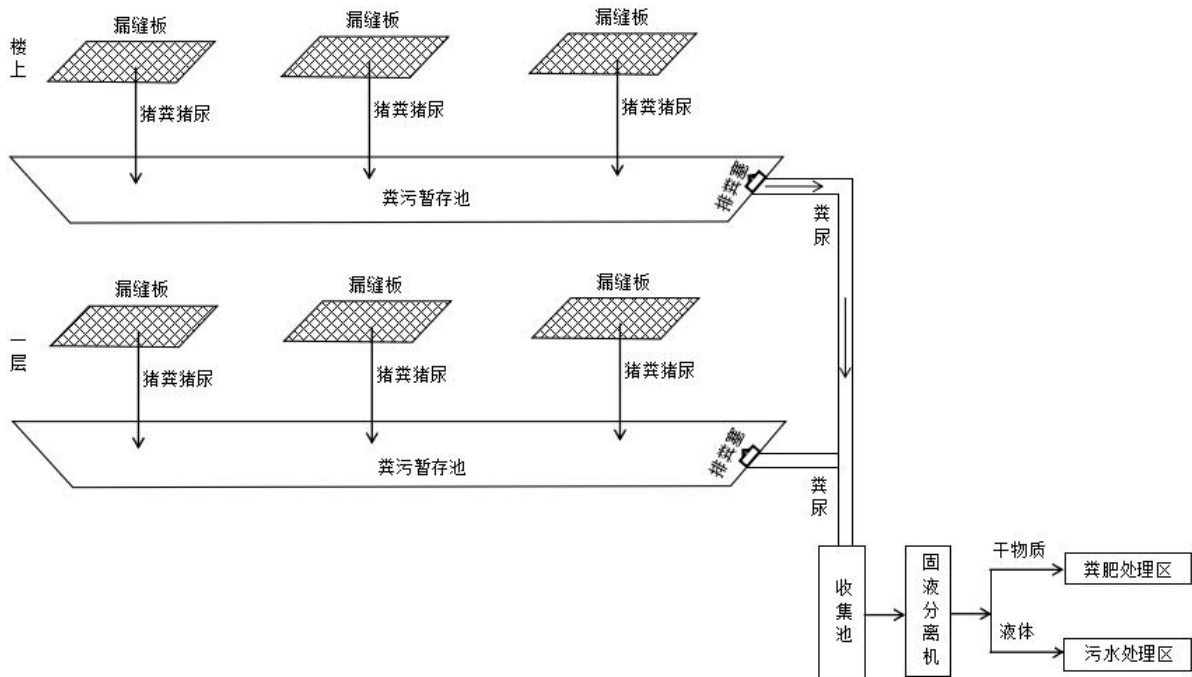 楼上
漏缝板
漏缝板
漏缝板
猪粪猪尿
猪粪猪尿
猪粪猪尿
粪污暂存池
排粪塞
粪尿
一层
漏缝板
漏缝板
漏缝板
猪粪猪尿
猪粪猪尿
猪粪猪尿
粪污暂存池
排粪塞
粪尿
收集池
固液分离机
干物质
粪肥处理区
液体
污水处理区